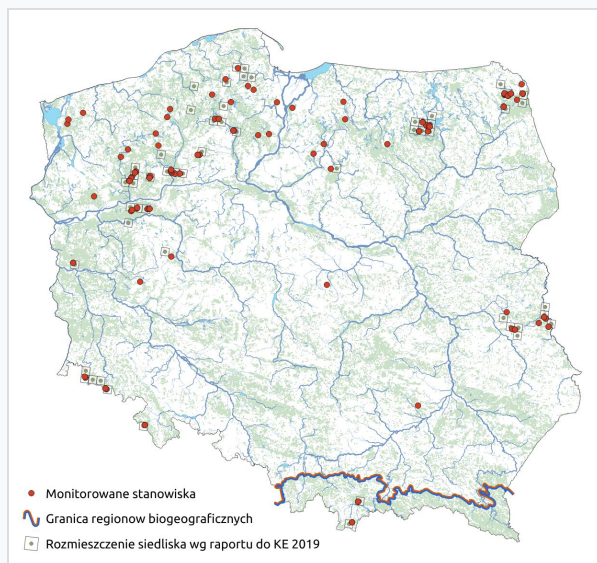 Monitorowane stanowiska
Granica regionow biogeograficznych
Rozmieszczenie siedliska wg raportu do KE 2019